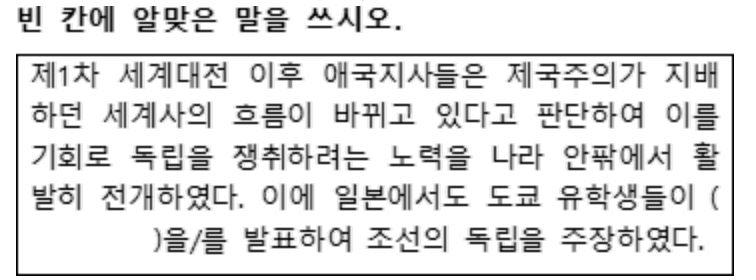 빈 칸에 알맞은 말을 쓰시오.
제1차 세계대전 이후 애국지사들은 제국주의가 지배
하던 세계사의 흐름이 바뀌고 있다고 판단하여 이를
기회로 독립을 쟁취하려는 노력을 나라 안팎에서 활
발히 전개하였다. 이에 일본에서도 도쿄 유학생들이 (
)을/를 발표하여 조선의 독립을 주장하였다.